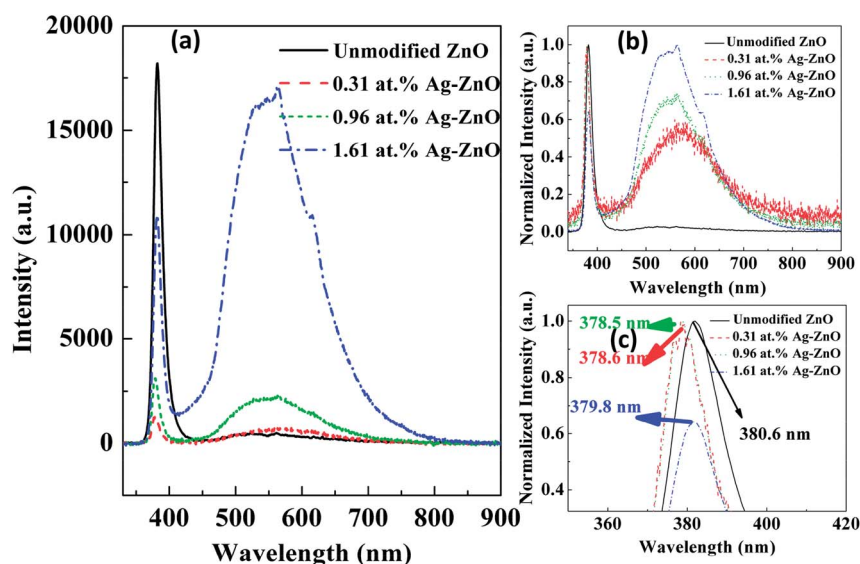 (a)
Unmodified ZnO
0.31 at.% Ag-ZnO
0.96 at.% Ag-ZnO
1.61 at.% Ag-ZnO
20000
15000
10000
5000
0
Intensity (a.u.)
400 500 600 700 800 900
Wavelength (nm)
(b)
Unmodified ZnO
0.31 at.% Ag-ZnO
0.96 at.% Ag-ZnO
1.61 at.% Ag-ZnO
1.0
0.8
0.6
0.4
0.2
0.0
Normalized Intensity (a.u.)
400 500 600 700 800 900
Wavelength (nm)
(c)
Unmodified ZnO
0.31 at.% Ag-ZnO
0.96 at.% Ag-ZnO
1.61 at.% Ag-ZnO
378.5 nm
378.6 nm
379.8 nm
380.6 nm
1.0
0.8
0.6
0.4
Normalized Intensity (a.u.)
360 380 400 420
Wavelength (nm)